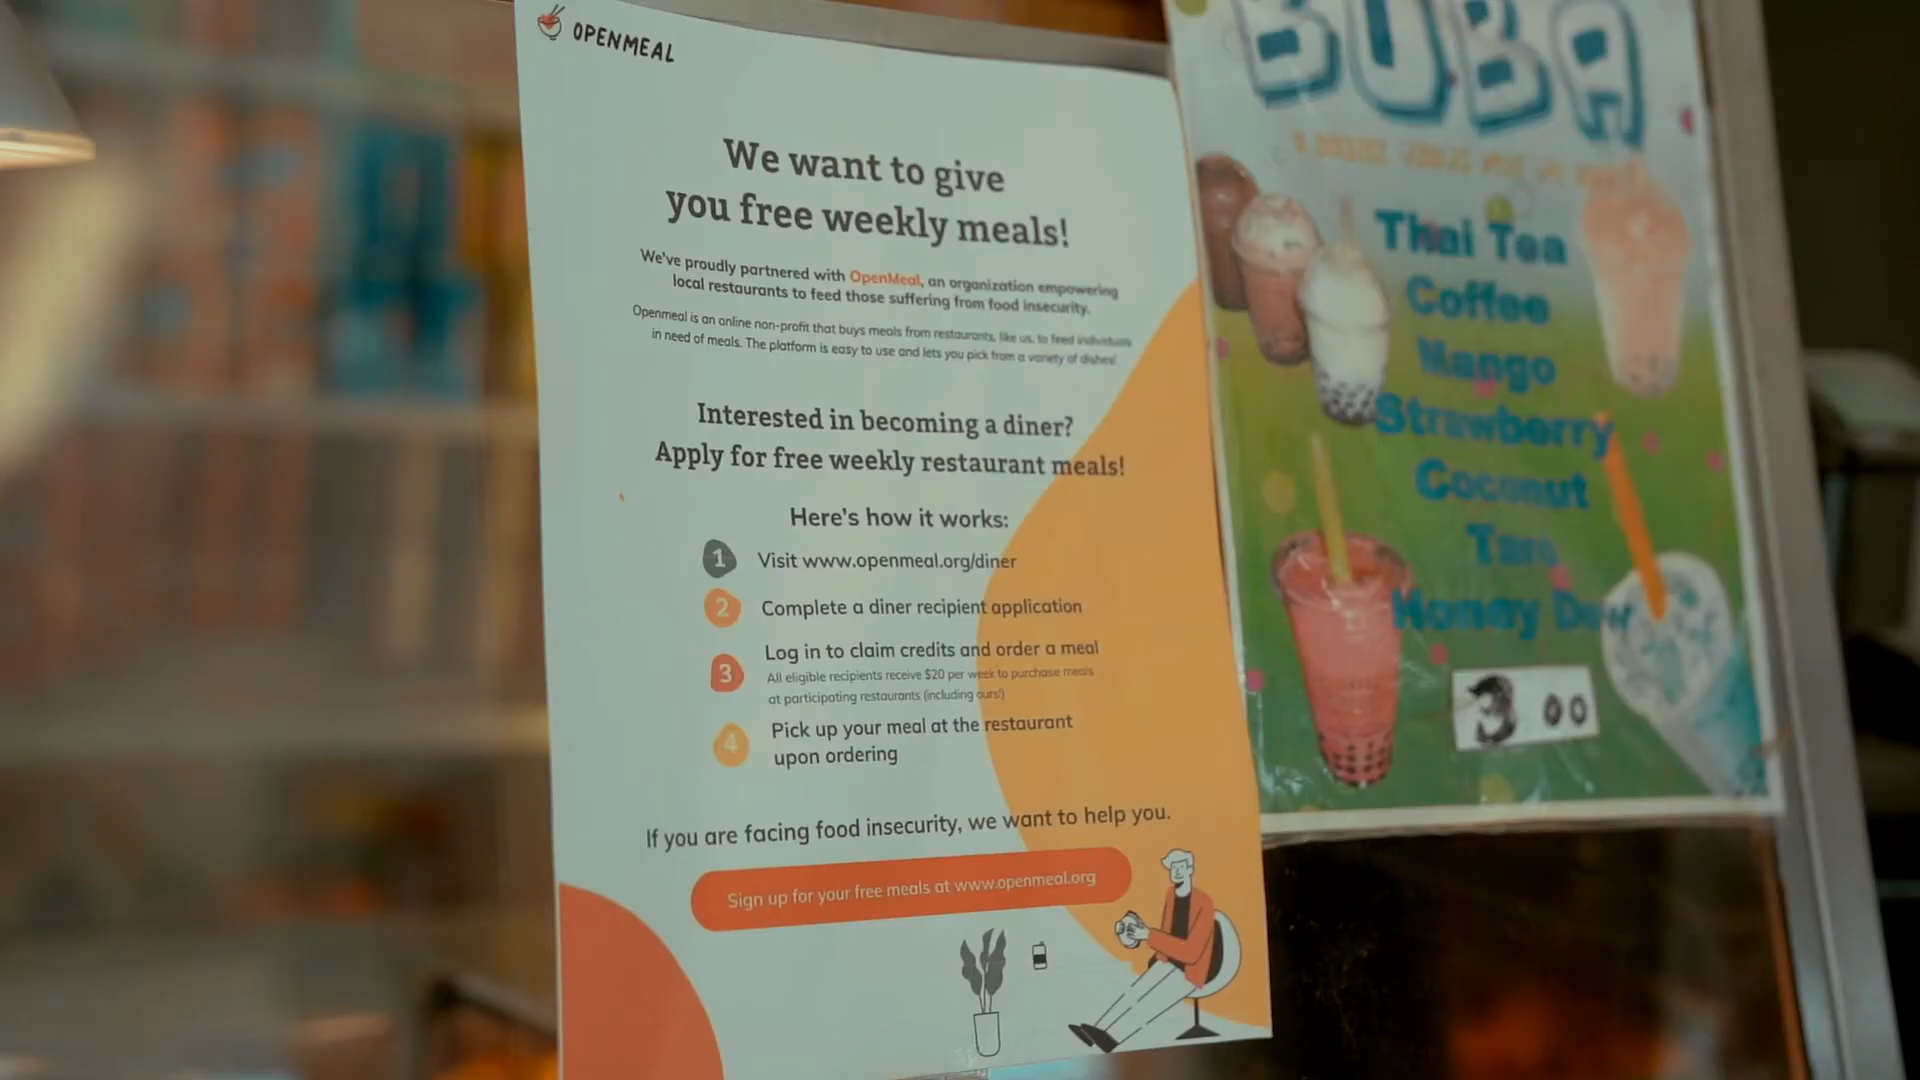 OPENMEAL
We want to give
you free weekly meals!
We've proudly partnered with OpenMeal, an organization empowering
local restaurants to feed those suffering from food insecurity.
Openmeal is an online non-profit that buys meals from restaurants, like us, to feed individuals
in need of meals. The platform is easy to use and lets you pick from a variety of dishes!
Interested in becoming a diner?
Apply for free weekly restaurant meals!
Here's how it works:
1 Visit www.openmeal.org/diner
2 Complete a diner recipient application
3 Log in to claim credits and order a meal
All eligible recipients receive $20 per week to purchase meals
at participating restaurants (including ours!)
4 Pick up your meal at the restaurant
upon ordering
If you are facing food insecurity, we want to help you.
Sign up for your free meals at www.openmeal.org
BOBA
Thai Tea
Coffee
Mango
Strawberry
Coconut
Taro
Honey Dew
3 00